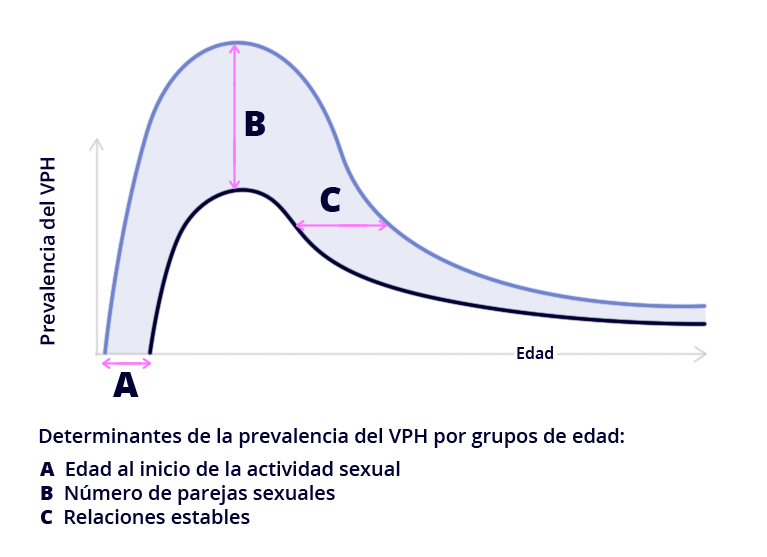 B
C
Prevalencia del VPH
Edad
A
Determinantes de la prevalencia del VPH por grupos de edad:
A Edad al inicio de la actividad sexual
B Número de parejas sexuales
C Relaciones estables